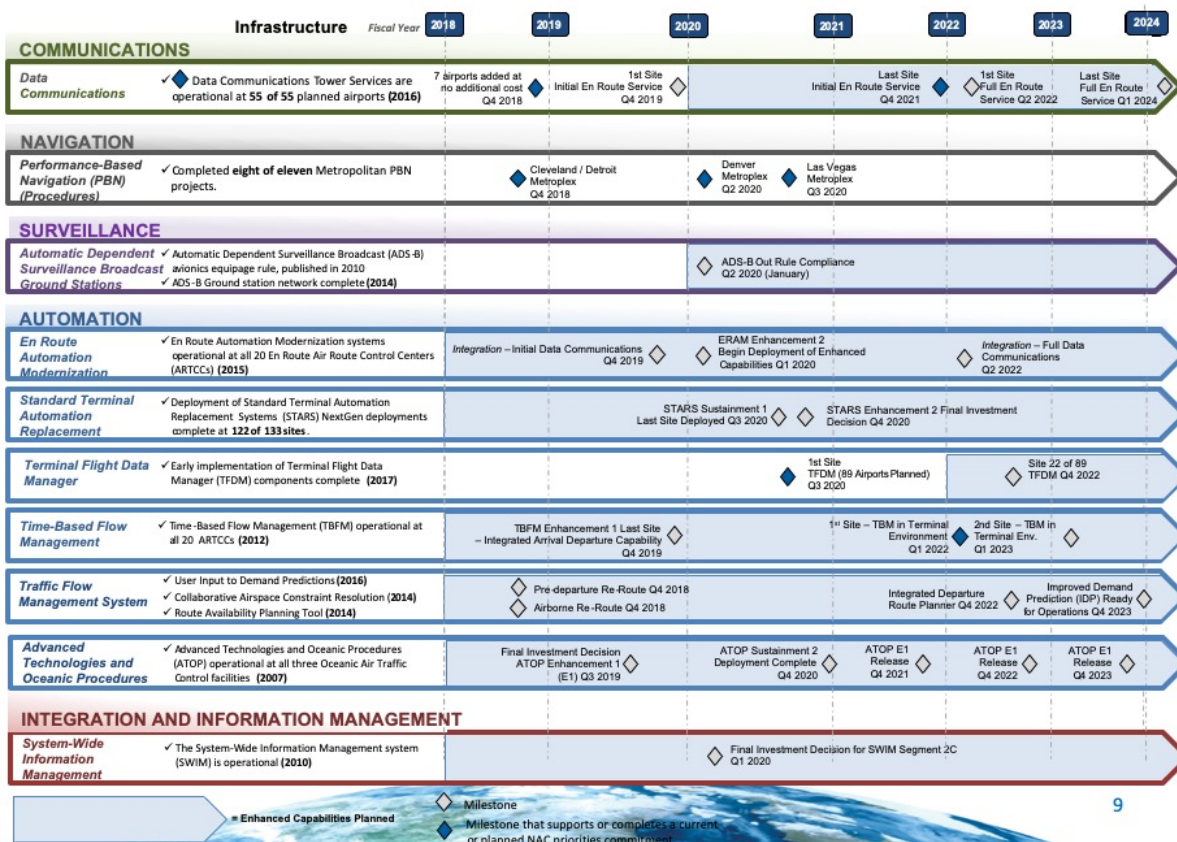 Infrastructure Fiscal Year 2018 2019 2020 2021 2022 2023 2024
COMMUNICATIONS
Data
Communications
✓ Data Communications Tower Services are
operational at 55 of 55 planned airports (2016)
7 airports added at
no additional cost
Q4 2018
1st Site
Initial En Route Service
Q4 2019
Last Site
Initial En Route Service
Q4 2021
1st Site
Full En Route
Service Q2 2022
Last Site
Full En Route
Service Q1 2024
NAVIGATION
Performance-Based
Navigation (PBN)
(Procedures)
✓ Completed eight of eleven Metropolitan PBN
projects.
Cleveland / Detroit
Metroplex
Q4 2018
Denver
Metroplex
Q2 2020
Las Vegas
Metroplex
Q3 2020
SURVEILLANCE
Automatic Dependent
Surveillance Broadcast
Ground Stations
✓ Automatic Dependent Surveillance Broadcast (ADS-B)
avionics equipage rule, published in 2010
✓ ADS-B Ground station network complete (2014)
ADS-B Out Rule Compliance
Q2 2020 (January)
AUTOMATION
En Route
Automation
Modernization
✓ En Route Automation Modernization systems
operational at all 20 En Route Air Route Control Centers
(ARTCCs) (2015)
Integration – Initial Data Communications
Q4 2019
ERAM Enhancement 2
Begin Deployment of Enhanced
Capabilities Q1 2020
Integration – Full Data
Communications
Q2 2022
Standard Terminal
Automation
Replacement
✓ Deployment of Standard Terminal Automation
Replacement Systems (STARS) NextGen deployments
complete at 122 of 133 sites.
STARS Sustainment 1
Last Site Deployed Q3 2020
STARS Enhancement 2 Final Investment
Decision Q4 2020
Terminal Flight Data
Manager
✓ Early implementation of Terminal Flight Data
Manager (TFDM) components complete (2017)
1st Site
TFDM (89 Airports Planned)
Q3 2020
Site 22 of 89
TFDM Q4 2022
Time-Based Flow
Management
✓ Time-Based Flow Management (TBFM) operational at
all 20 ARTCCs (2012)
TBFM Enhancement 1 Last Site
– Integrated Arrival Departure Capability
Q4 2019
1st Site – TBM in Terminal
Environment
Q1 2022
2nd Site – TBM in
Terminal Env.
Q1 2023
Traffic Flow
Management System
✓ User Input to Demand Predictions (2016)
✓ Collaborative Airspace Constraint Resolution (2014)
✓ Route Availability Planning Tool (2014)
Pre-departure Re-Route Q4 2018
Airborne Re-Route Q4 2018
Integrated Departure
Route Planner Q4 2022
Improved Demand
Prediction (IDP) Ready
for Operations Q4 2023
Advanced
Technologies and
Oceanic Procedures
✓ Advanced Technologies and Oceanic Procedures
(ATOP) operational at all three Oceanic Air Traffic
Control facilities (2007)
Final Investment Decision
ATOP Enhancement 1
(E1) Q3 2019
ATOP Sustainment 2
Deployment Complete
Q4 2020
ATOP E1
Release
Q4 2021
ATOP E1
Release
Q4 2022
ATOP E1
Release
Q4 2023
INTEGRATION AND INFORMATION MANAGEMENT
System-Wide
Information
Management
✓ The System-Wide Information Management system
(SWIM) is operational (2010)
Final Investment Decision for SWIM Segment 2C
Q1 2020
= Enhanced Capabilities Planned
Milestone
Milestone that supports or completes a current
or planned NAC priorities commitment
9